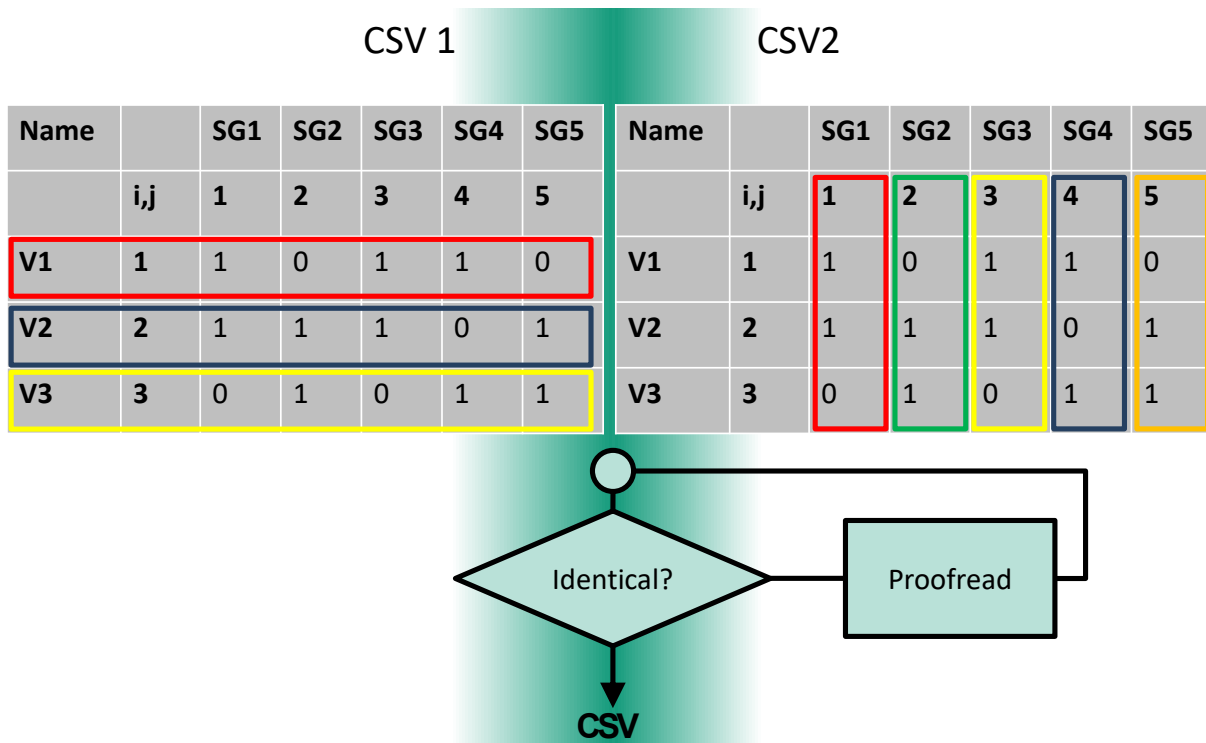 CSV 1 CSV2
Name SG1 SG2 SG3 SG4 SG5 Name SG1 SG2 SG3 SG4 SG5
i,j 1 2 3 4 5 i,j 1 2 3 4 5
V1 1 1 0 1 1 0 V1 1 1 0 1 1 0
V2 2 1 1 1 0 1 V2 2 1 1 1 0 1
V3 3 0 1 0 1 1 V3 3 0 1 0 1 1
Identical? Proofread
CSV